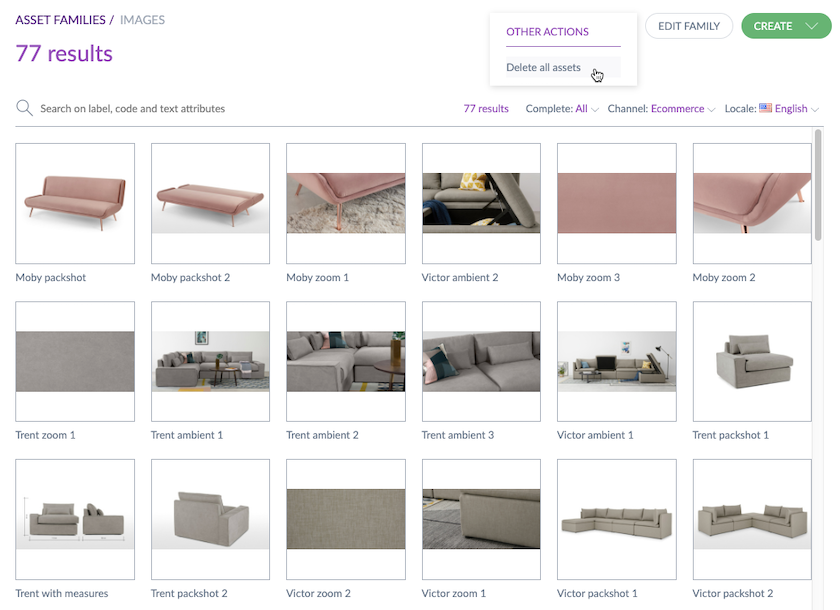 ASSET FAMILIES / IMAGES
77 results
OTHER ACTIONS
Delete all assets
EDIT FAMILY
CREATE
Search on label, code and text attributes
77 results Complete: All Channel: Ecommerce Locale: English
Moby packshot Moby packshot 2 Moby zoom 1 Victor ambient 2 Moby zoom 3 Moby zoom 2
Trent zoom 1 Trent ambient 1 Trent ambient 2 Trent ambient 3 Victor ambient 1 Trent packshot 1
Trent with measures Trent packshot 2 Victor zoom 2 Victor zoom 1 Victor packshot 1 Victor packshot 2